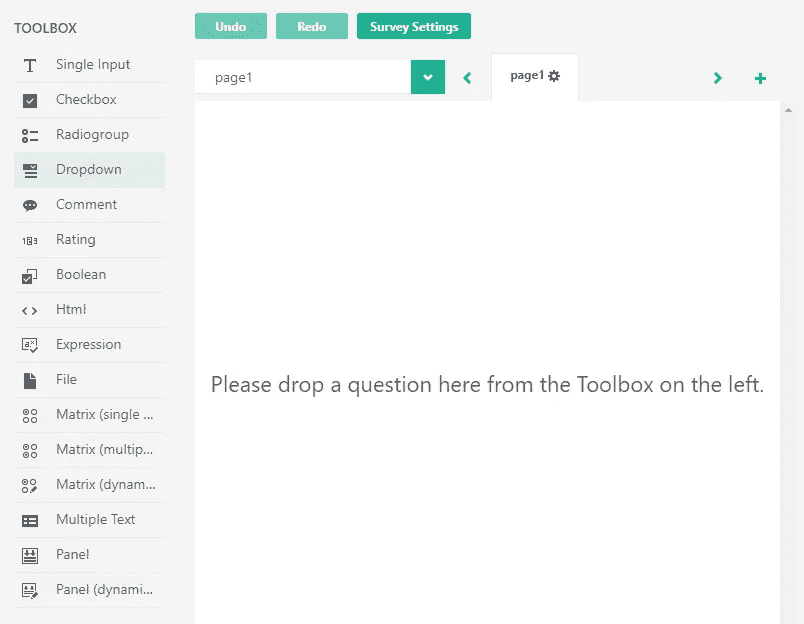 TOOLBOX
Single Input
Checkbox
Radiogroup
Dropdown
Comment
Rating
Boolean
Html
Expression
File
Matrix (single ...
Matrix (multip...
Matrix (dynam...
Multiple Text
Panel
Panel (dynami...
Undo Redo Survey Settings
page1 page1
Please drop a question here from the Toolbox on the left.